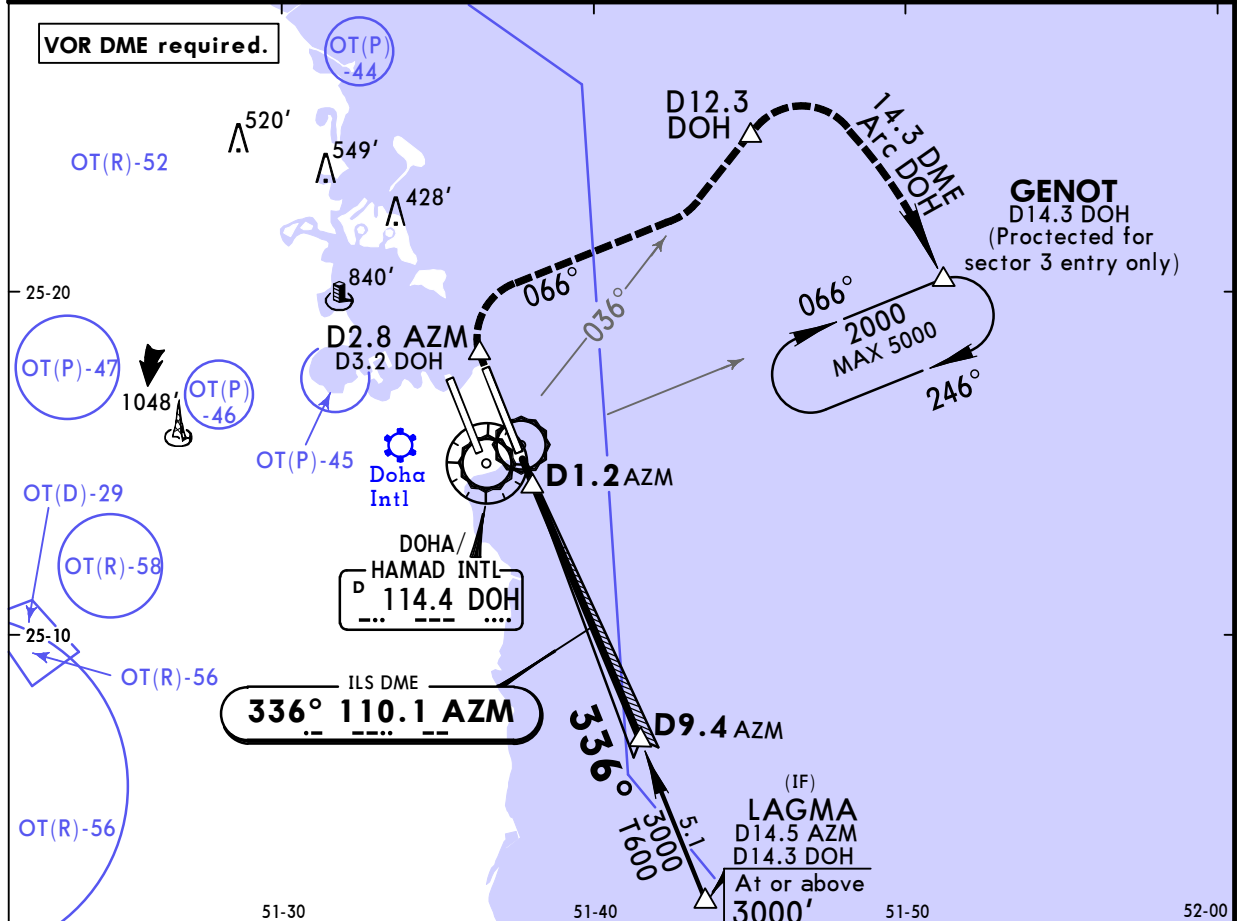 VOR DME required.
OT(P)
-44
520'
OT(R)-52
549'
428'
D12.3
DOH
14.3 DME
Arc DOH
GENOT
D14.3 DOH
(Proctected for
sector 3 entry only)
25-20
840'
066°
036°
066°
2000
MAX 5000
246°
D2.8 AZM
D3.2 DOH
OT(P)-47
1048'
OT(P)
-46
OT(P)-45
Doha
Intl
D1.2 AZM
OT(D)-29
OT(R)-58
DOHA/
HAMAD INTL
D 114.4 DOH
25-10
OT(R)-56
ILS DME
336° 110.1 AZM
336°
D9.4 AZM
OT(R)-56
5.1
3000
T600
(IF)
LAGMA
D14.5 AZM
D14.3 DOH
At or above
3000'
51-30
51-40
51-50
52-00